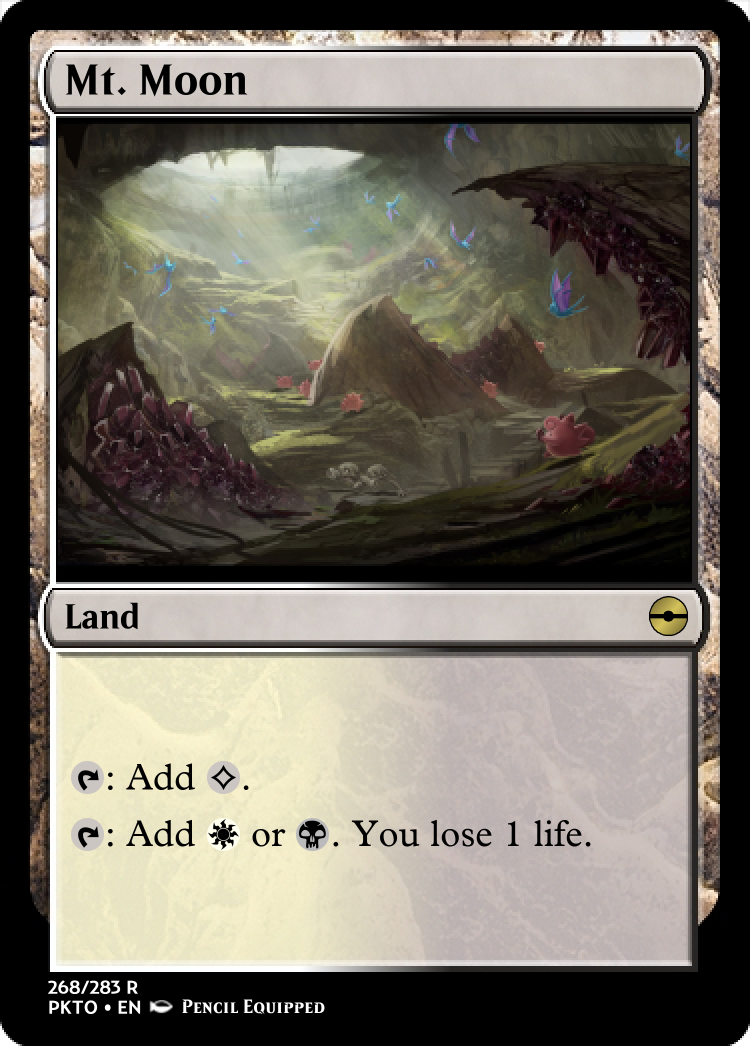 Mt. Moon
Land
: Add .
: Add or . You lose 1 life.
268/283 R
PKTO • EN Pencil Equipped